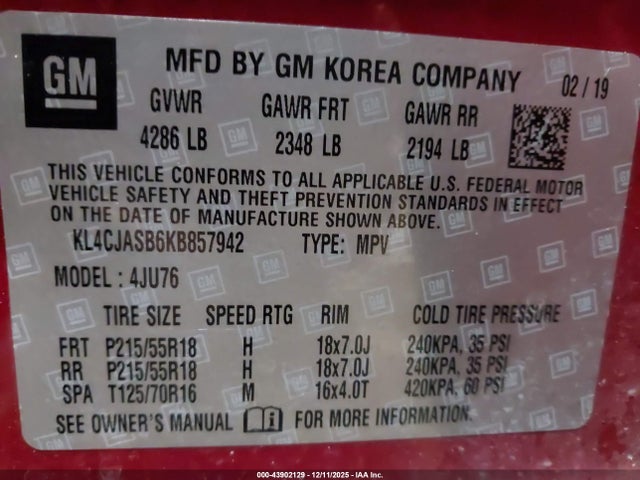 GM
MFD BY GM KOREA COMPANY
02 / 19
GVWR GAWR FRT GAWR RR
4286 LB 2348 LB 2194 LB
THIS VEHICLE CONFORMS TO ALL APPLICABLE U.S. FEDERAL MOTOR
VEHICLE SAFETY AND THEFT PREVENTION STANDARDS IN EFFECT
ON THE DATE OF MANUFACTURE SHOWN ABOVE.
KL4CJASB6KB857942 TYPE: MPV
MODEL : 4JU76
TIRE SIZE SPEED RTG RIM COLD TIRE PRESSURE
FRT P215/55R18 H 18x7.0J 240KPA, 35 PSI
RR P215/55R18 H 18x7.0J 240KPA, 35 PSI
SPA T125/70R16 M 16x4.0T 420KPA, 60 PSI
SEE OWNER'S MANUAL FOR MORE INFORMATION.
000-43902129 - 12/11/2025 - IAA Inc.